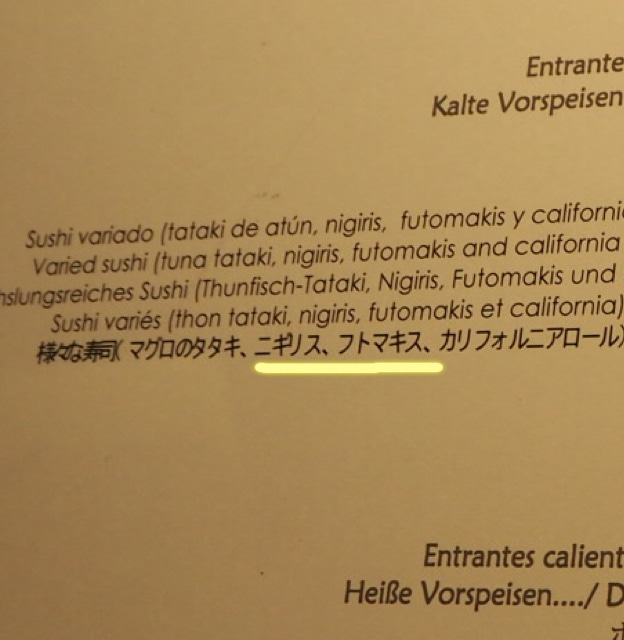 Entrante
Kalte Vorspeisen
Sushi variado (tataki de atún, nigiris, futomakis y californi
Varied sushi (tuna tataki, nigiris, futomakis and california
hslungsreiches Sushi (Thunfisch-Tataki, Nigiris, Futomakis und
Sushi variés (thon tataki, nigiris, futomakis et california)
様々な寿司( マグロのタタキ、ニギリス、フトマキス、カリフォルニアロール)
Entrantes calient
Heiße Vorspeisen..../ D